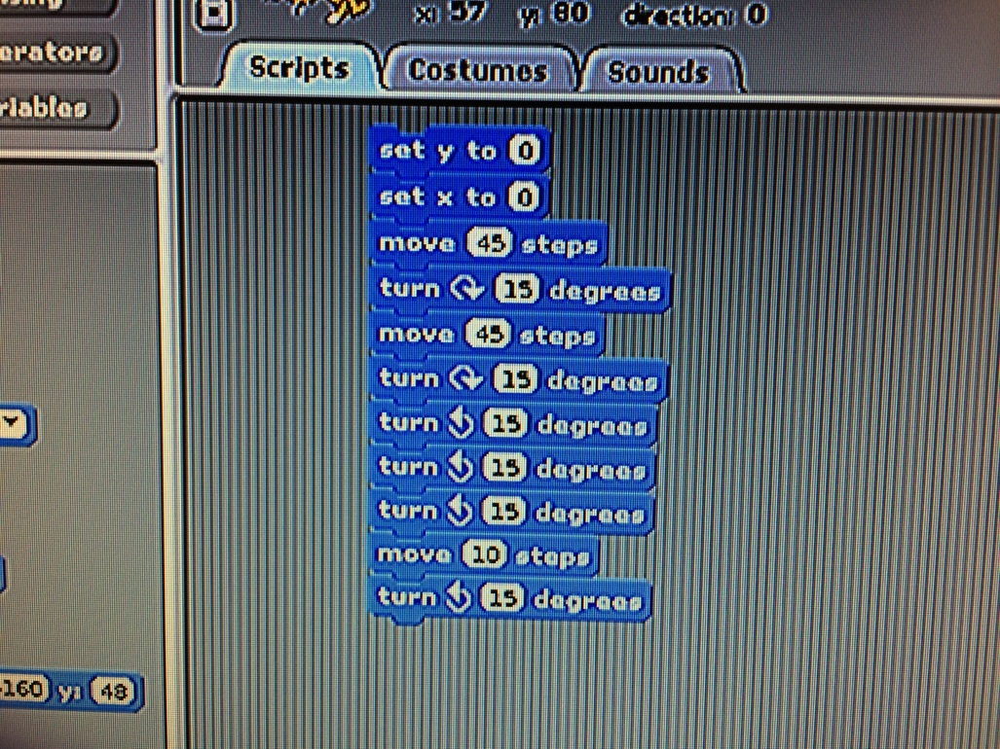 x: 57 y: 80 direction: 0
Scripts Costumes Sounds
set y to 0
set x to 0
move 45 steps
turn 15 degrees
move 45 steps
turn 15 degrees
turn 15 degrees
turn 15 degrees
turn 15 degrees
move 10 steps
turn 15 degrees
160 y: 48